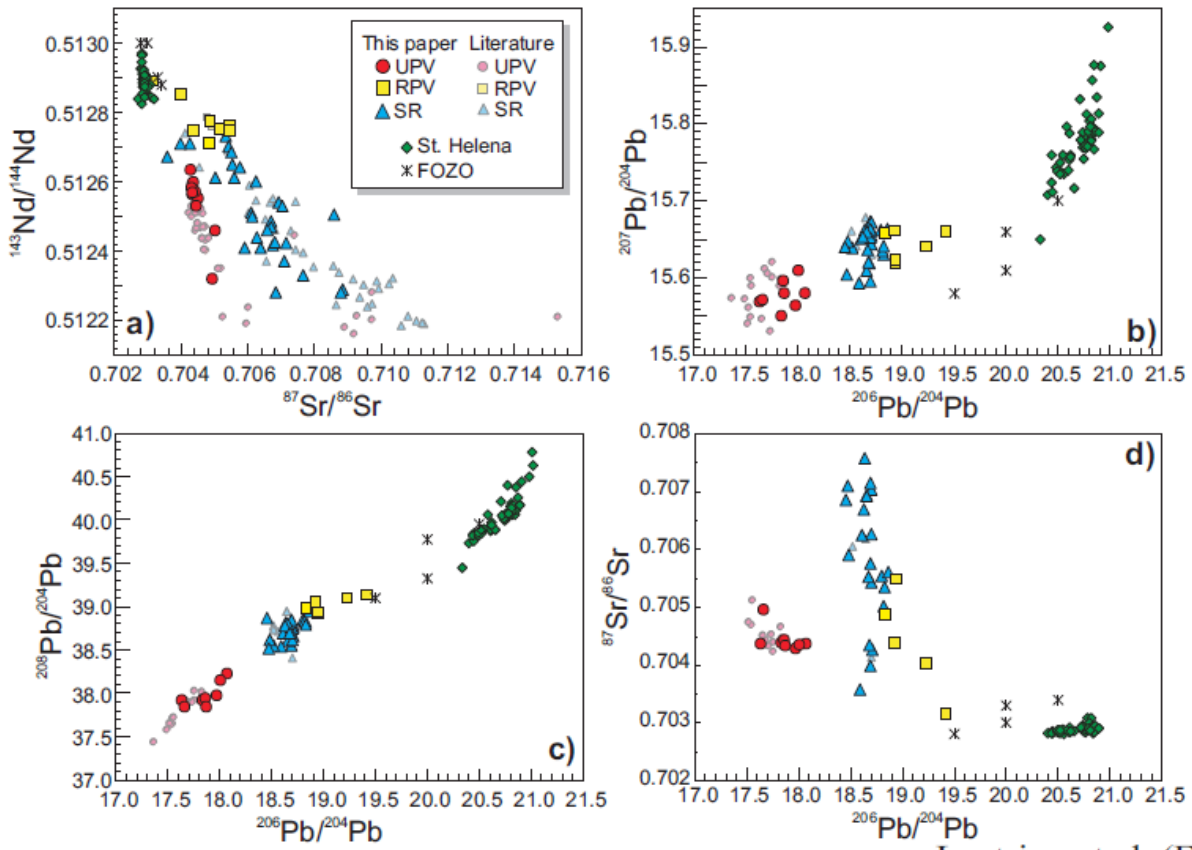 This paper Literature
UPV UPV
RPV RPV
SR SR
St. Helena
FOZO
0.5130
0.5128
0.5126
0.5124
0.5122
¹⁴³Nd/¹⁴⁴Nd
a)
0.702 0.704 0.706 0.708 0.710 0.712 0.714 0.716
⁸⁷Sr/⁸⁶Sr
15.9
15.8
15.7
15.6
15.5
²⁰⁷Pb/²⁰⁴Pb
b)
17.0 17.5 18.0 18.5 19.0 19.5 20.0 20.5 21.0 21.5
²⁰⁶Pb/²⁰⁴Pb
41.0
40.5
40.0
39.5
39.0
38.5
38.0
37.5
37.0
²⁰⁸Pb/²⁰⁴Pb
c)
17.0 17.5 18.0 18.5 19.0 19.5 20.0 20.5 21.0 21.5
²⁰⁶Pb/²⁰⁴Pb
0.708
0.707
0.706
0.705
0.704
0.703
0.702
⁸⁷Sr/⁸⁶Sr
d)
17.0 17.5 18.0 18.5 19.0 19.5 20.0 20.5 21.0 21.5
²⁰⁶Pb/²⁰⁴Pb